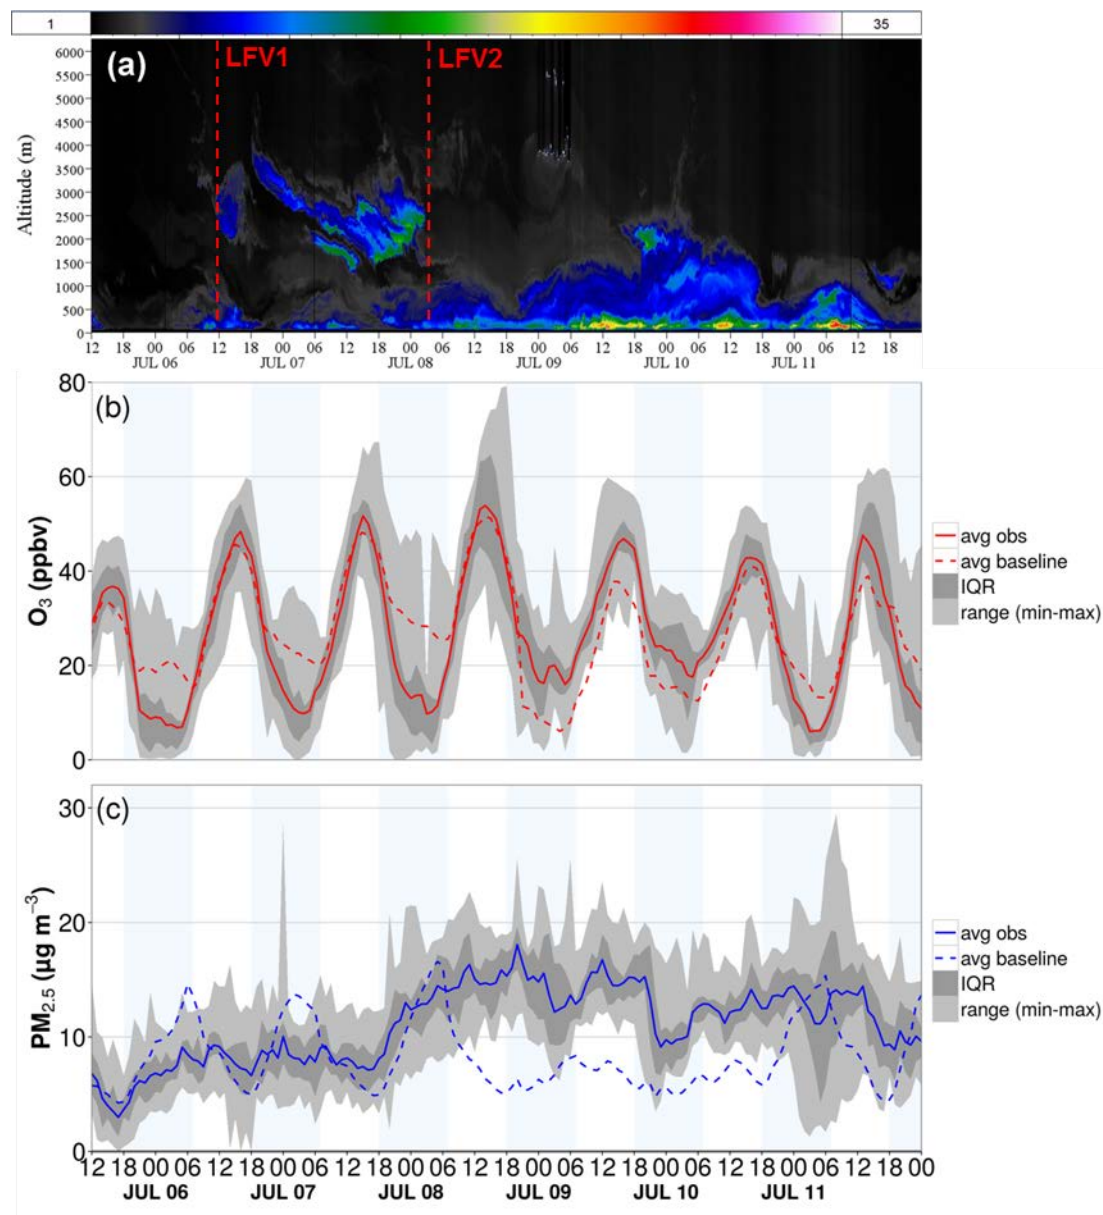 1 35
(a) LFV1 LFV2
Altitude (m)
6000
5500
5000
4500
4000
3500
3000
2500
2000
1500
1000
500
0
12 18 00 06 12 18 00 06 12 18 00 06 12 18 00 06 12 18 00 06 12 18 00 06 12 18
JUL 06 JUL 07 JUL 08 JUL 09 JUL 10 JUL 11
(b)
O3 (ppbv)
80
60
40
20
0
avg obs
avg baseline
IQR
range (min-max)
(c)
PM2.5 (µg m−3)
30
20
10
0
avg obs
avg baseline
IQR
range (min-max)
12 18 00 06 12 18 00 06 12 18 00 06 12 18 00 06 12 18 00 06 12 18 00 06 12 18 00
JUL 06 JUL 07 JUL 08 JUL 09 JUL 10 JUL 11